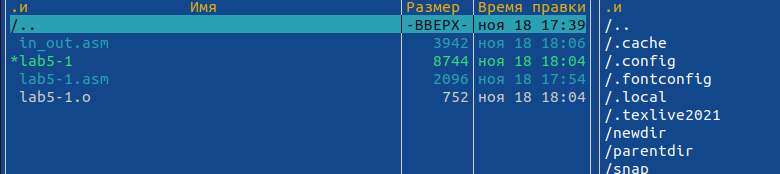 .и Имя Размер Время правки
/.. -ВВЕРХ- ноя 18 17:39
in_out.asm 3942 ноя 18 18:06
*lab5-1 8744 ноя 18 18:04
lab5-1.asm 2096 ноя 18 17:54
lab5-1.o 752 ноя 18 18:04
.и
/..
/.cache
/.config
/.fontconfig
/.local
/.texlive2021
/newdir
/parentdir
/snap